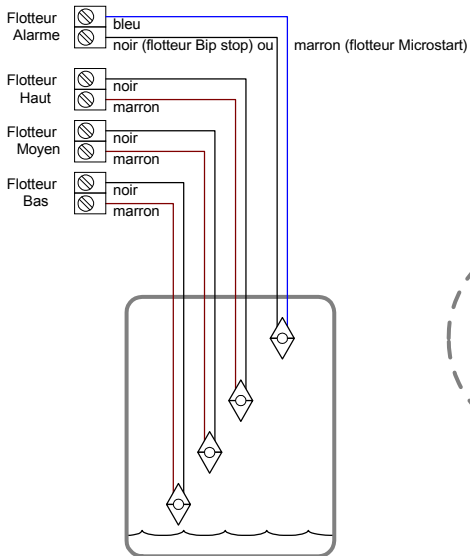 Flotteur
Alarme
bleu
noir (flotteur Bip stop) ou marron (flotteur Microstart)
Flotteur
Haut
noir
marron
Flotteur
Moyen
noir
marron
Flotteur
Bas
noir
marron